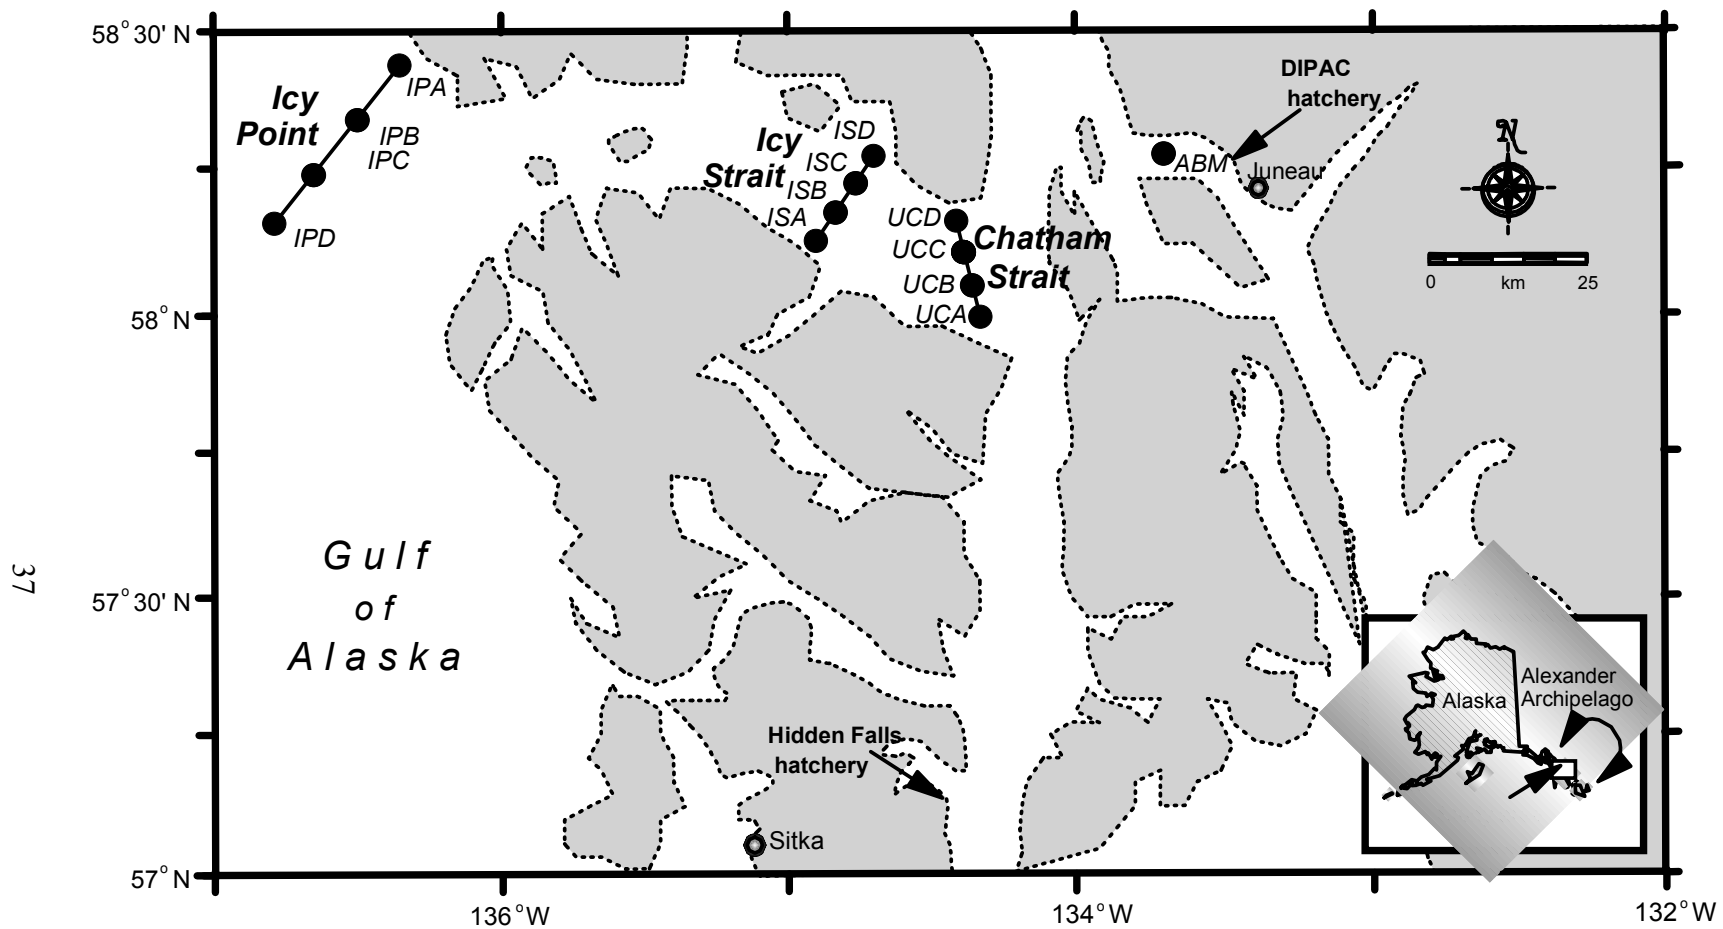 58°30' N
DIPAC
hatchery
IPA
Icy
Point
IPB
IPC
IPD
Icy
Strait
ISD
ISC
ISB
ISA
ABM
Juneau
N
UCD
UCC
UCB
UCA
Chatham
Strait
0 km 25
58° N
Gulf
of
Alaska
37
57°30' N
Alexander
Archipelago
Alaska
Hidden Falls
hatchery
Sitka
57° N
136°W
134°W
132°W